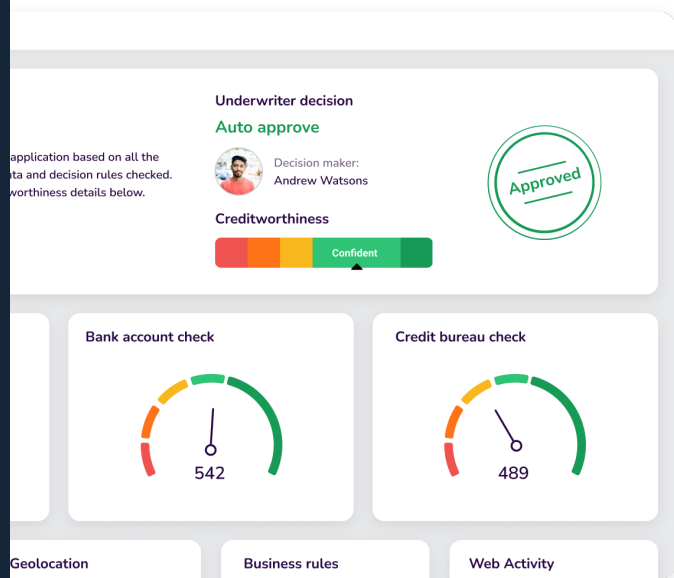 application based on all the
ta and decision rules checked.
worthiness details below.
Underwriter decision
Auto approve
Decision maker:
Andrew Watsons
Creditworthiness
Confident
Approved
Bank account check
542
Credit bureau check
489
Geolocation
Business rules
Web Activity